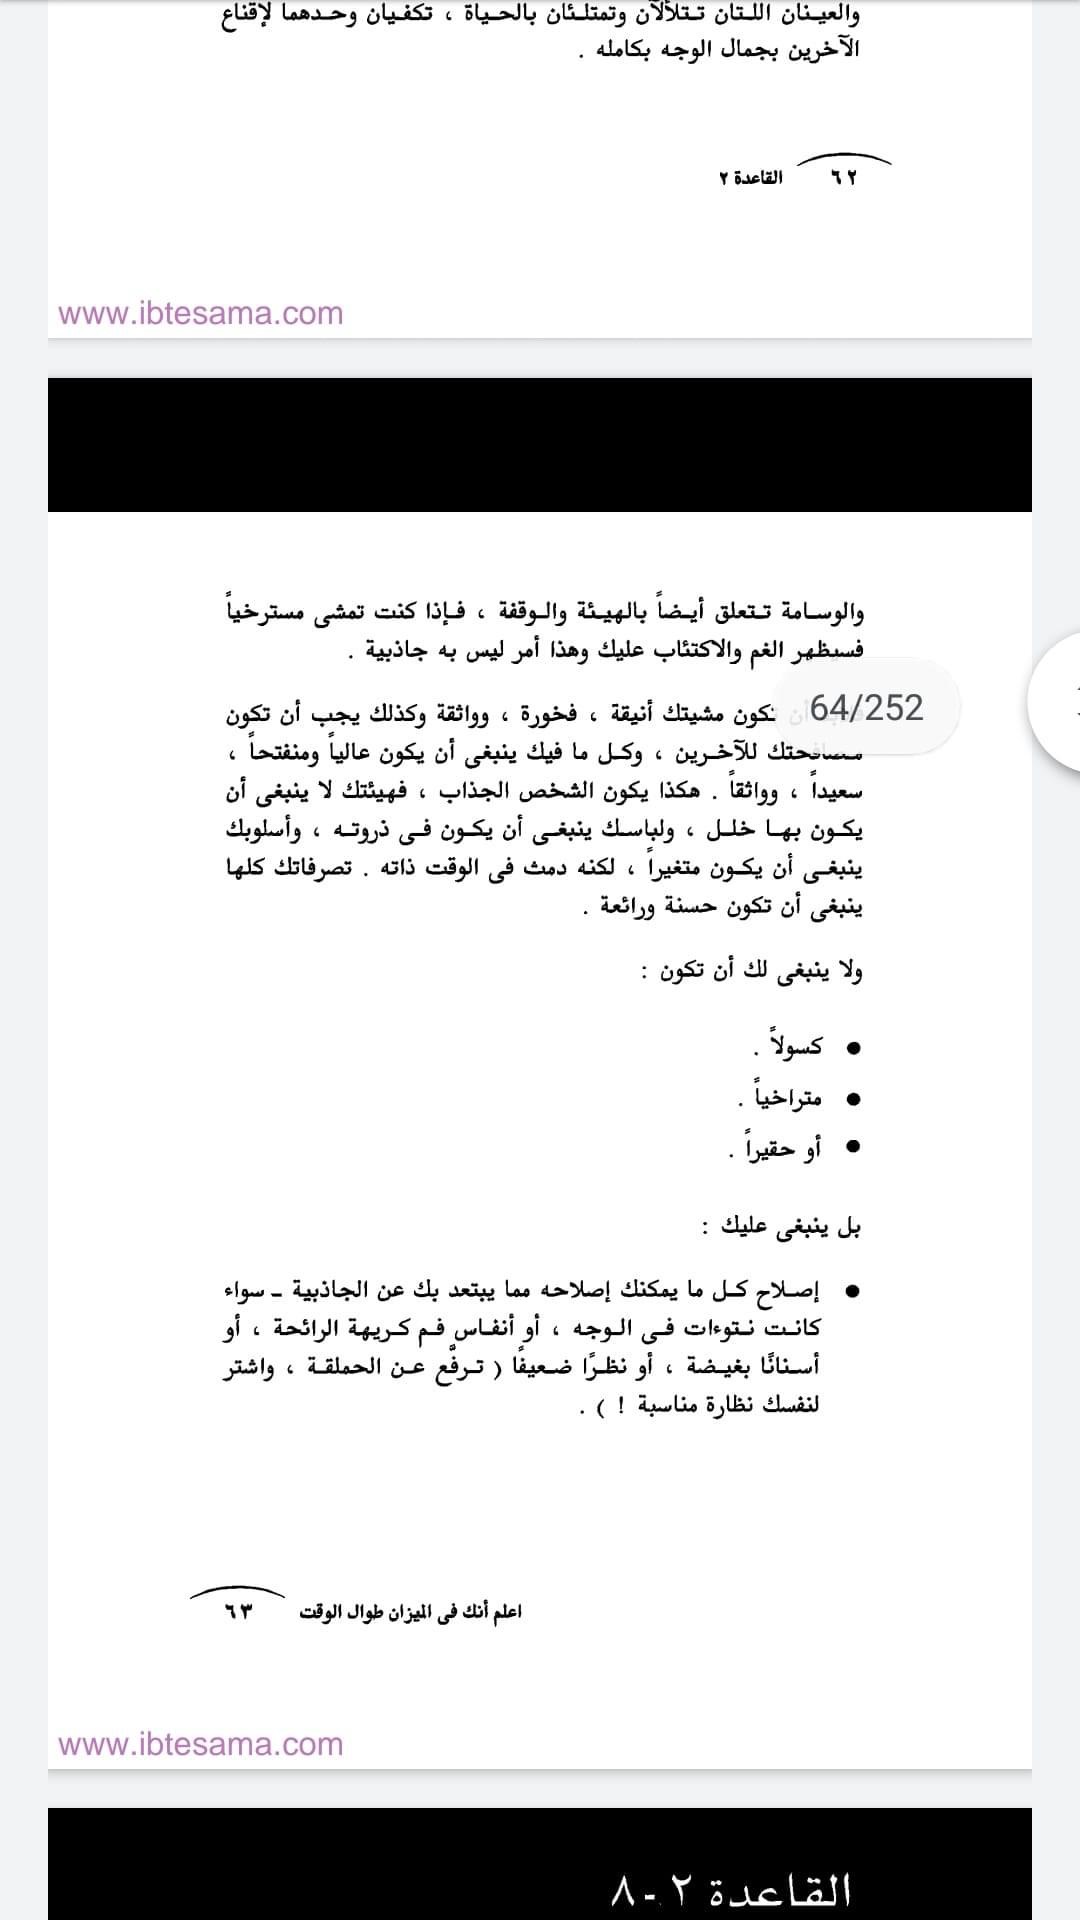 والعينان اللتان تتلألآن وتمتلئان بالحياة ، تكفيان وحدهما لإقناع
الآخرين بجمال الوجه بكامله .
٦٢ القاعدة ٢
www.ibtesama.com
والوسامة تتعلق أيضاً بالهيئة والوقفة ، فإذا كنت تمشى مسترخياً
فسيظهر الغم والاكتئاب عليك وهذا أمر ليس به جاذبية .
أن تكون مشيتك أنيقة ، فخورة ، وواثقة وكذلك يجب أن تكون
64/252
مصافحتك للآخرين ، وكل ما فيك ينبغى أن يكون عالياً ومنفتحاً ،
سعيداً ، وواثقاً . هكذا يكون الشخص الجذاب ، فهيئتك لا ينبغى أن
يكون بها خلل ، ولباسك ينبغى أن يكون فى ذروته ، وأسلوبك
ينبغى أن يكون متغيراً ، لكنه دمث فى الوقت ذاته . تصرفاتك كلها
ينبغى أن تكون حسنة ورائعة .
ولا ينبغى لك أن تكون :
● كسولاً .
● متراخياً .
● أو حقيراً .
بل ينبغى عليك :
● إصلاح كل ما يمكنك إصلاحه مما يبتعد بك عن الجاذبية ـ سواء
كانت نتوءات فى الوجه ، أو أنفاس فم كريهة الرائحة ، أو
أسنانًا بغيضة ، أو نظرًا ضعيفًا ( ترفَّع عن الحملقة ، واشتر
لنفسك نظارة مناسبة ! ) .
اعلم أنك فى الميزان طوال الوقت ٦٣
www.ibtesama.com
القاعدة ٢ - ٨